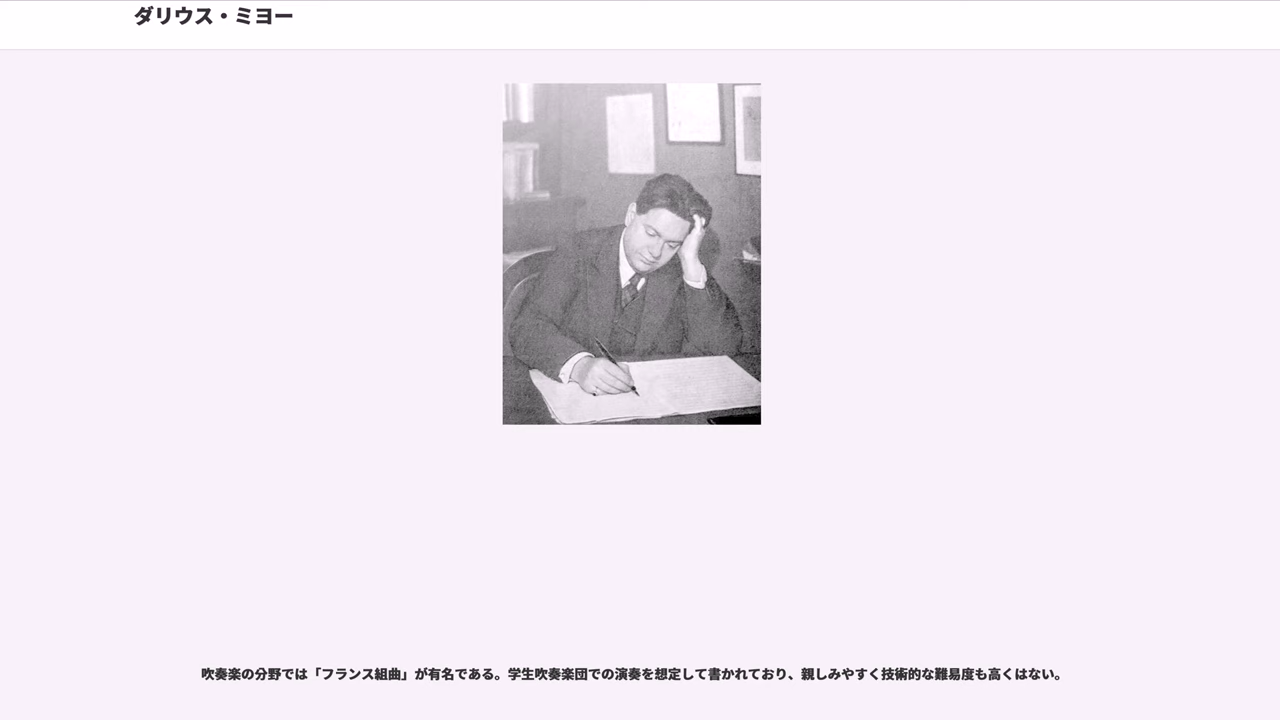 ダリウス・ミヨー
吹奏楽の分野では「フランス組曲」が有名である。学生吹奏楽団での演奏を想定して書かれており、親しみやすく技術的な難易度も高くはない。